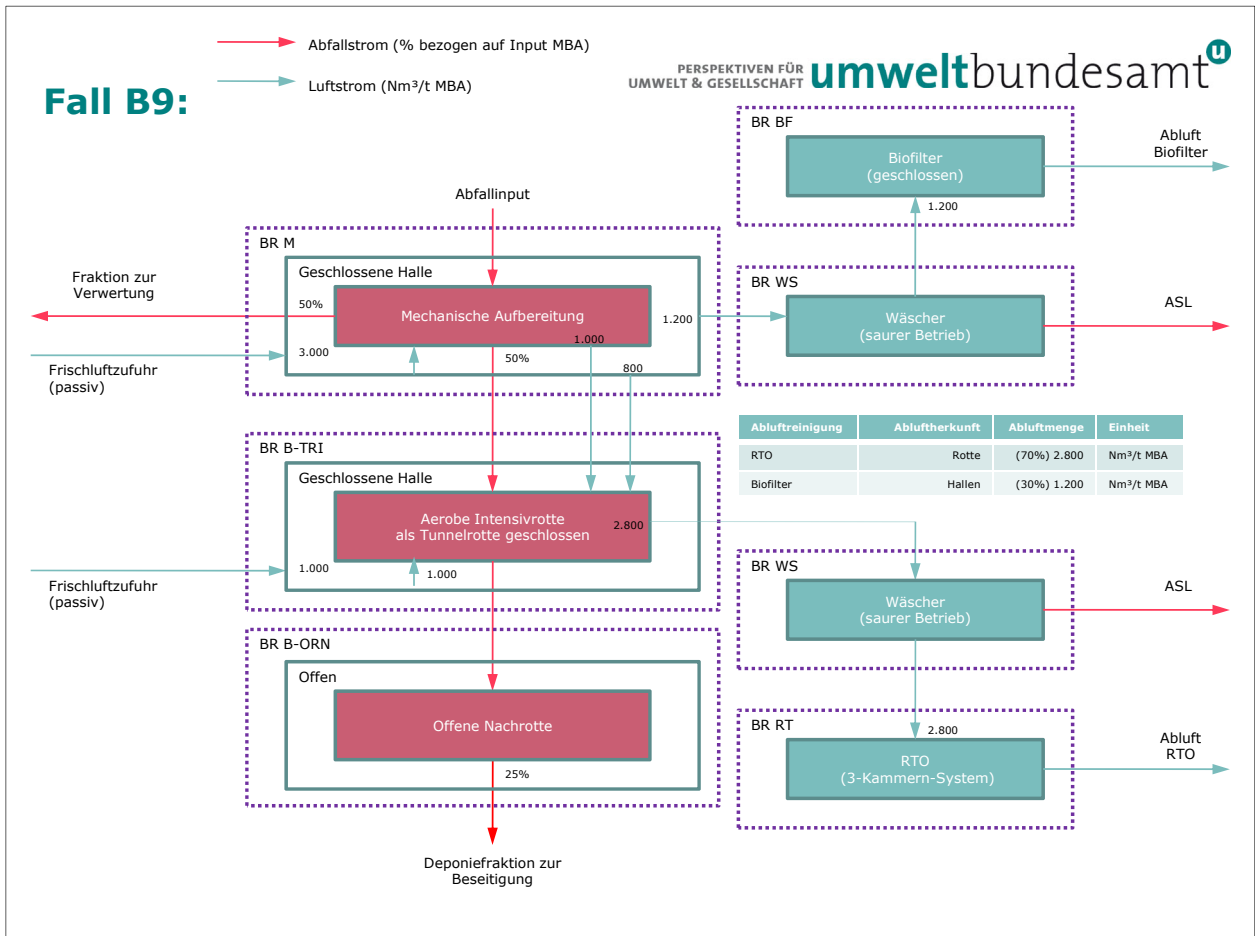 Abfallstrom (% bezogen auf Input MBA)
Luftstrom (Nm³/t MBA)
PERSPEKTIVEN FÜR
UMWELT & GESELLSCHAFT
umweltbundesamt
u
Fall B9:
Abfallinput
BR M
Geschlossene Halle
Mechanische Aufbereitung
Fraktion zur
Verwertung
50%
3.000
Frischluftzufuhr
(passiv)
50%
1.000
800
1.200
BR BF
Biofilter
(geschlossen)
Abluft
Biofilter
1.200
BR WS
Wäscher
(saurer Betrieb)
ASL
Abluftreinigung Abluftherkunft Abluftmenge Einheit
RTO Rotte (70%) 2.800 Nm³/t MBA
Biofilter Hallen (30%) 1.200 Nm³/t MBA
BR B-TRI
Geschlossene Halle
Aerobe Intensivrotte
als Tunnelrotte geschlossen
2.800
1.000
1.000
Frischluftzufuhr
(passiv)
BR WS
Wäscher
(saurer Betrieb)
ASL
BR B-ORN
Offen
Offene Nachrotte
25%
Deponiefraktion zur
Beseitigung
BR RT
2.800
RTO
(3-Kammern-System)
Abluft
RTO